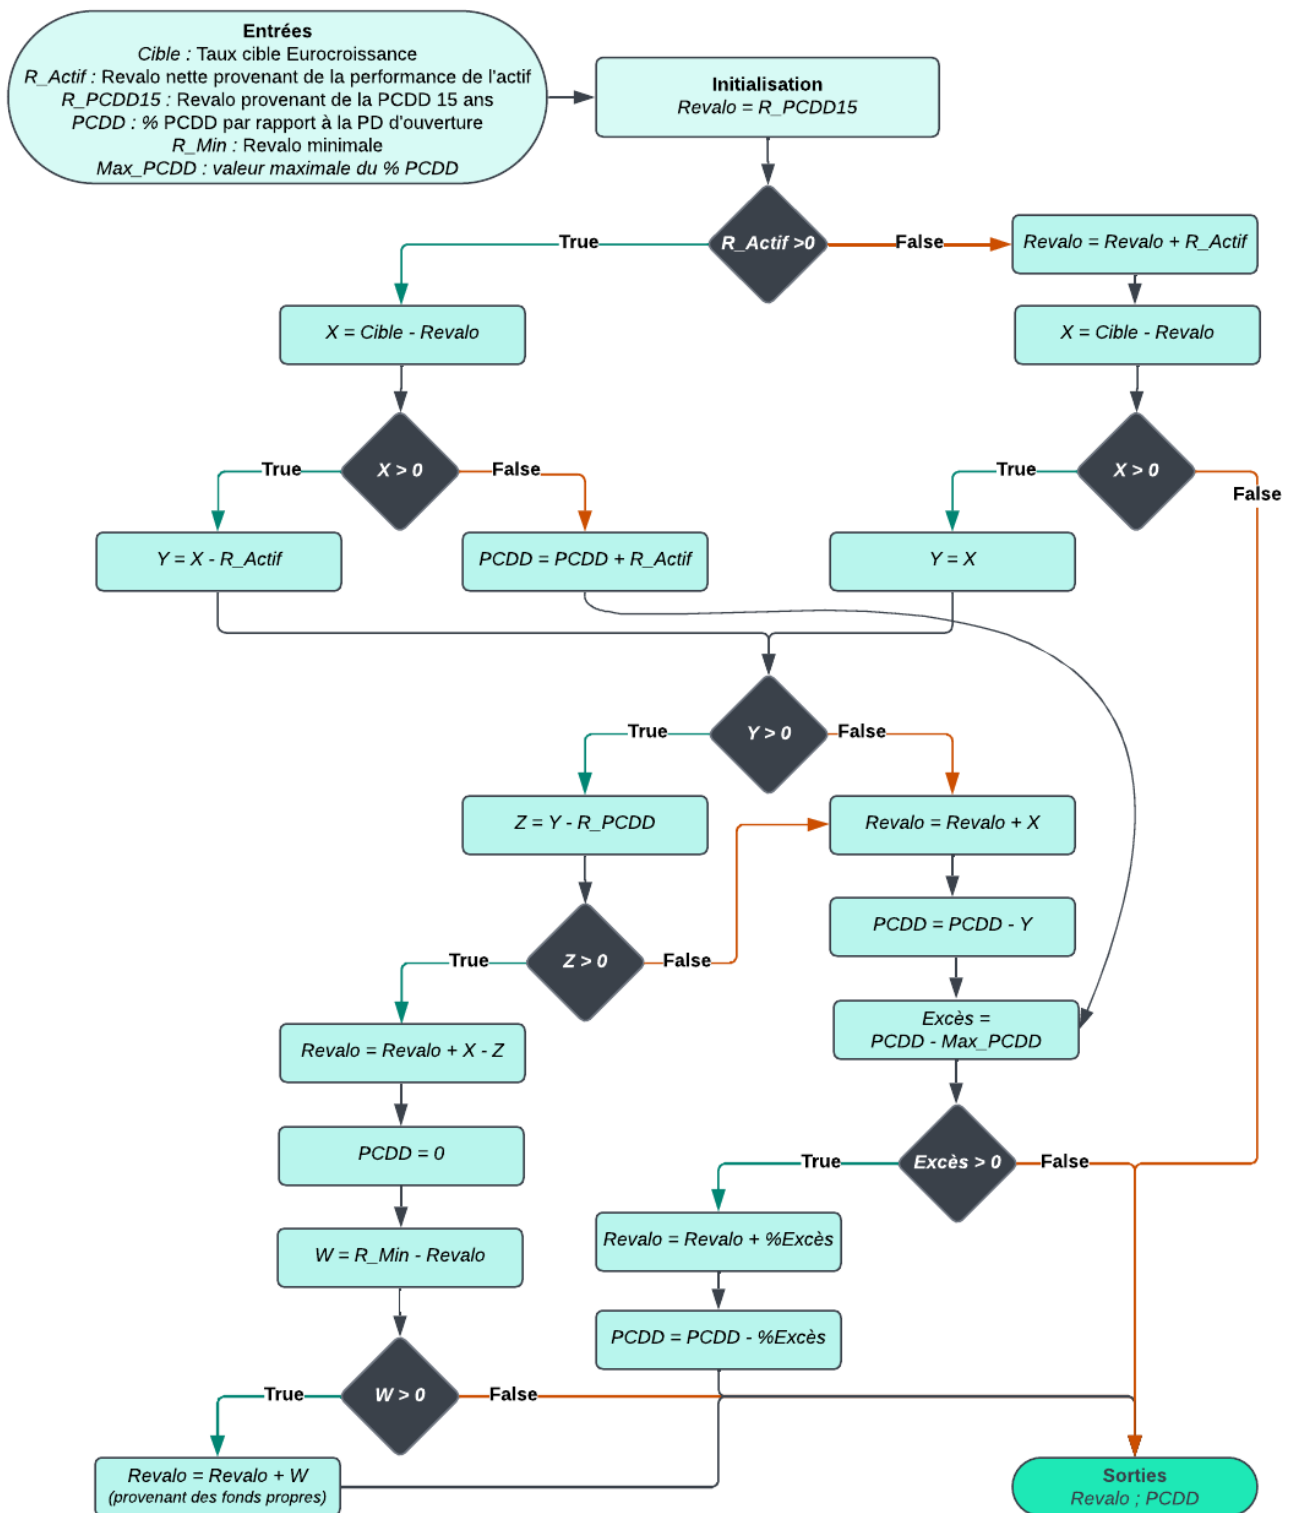 Entrées
Cible : Taux cible Eurocroissance
R_Actif : Revalo nette provenant de la performance de l'actif
R_PCDD15 : Revalo provenant de la PCDD 15 ans
PCDD : % PCDD par rapport à la PD d'ouverture
R_Min : Revalo minimale
Max_PCDD : valeur maximale du % PCDD
Initialisation
Revalo = R_PCDD15
R_Actif >0
True
False
Revalo = Revalo + R_Actif
X = Cible - Revalo
X = Cible - Revalo
X > 0
True
False
X > 0
True
False
Y = X - R_Actif
PCDD = PCDD + R_Actif
Y = X
Y > 0
True
False
Z = Y - R_PCDD
Revalo = Revalo + X
PCDD = PCDD - Y
Z > 0
True
False
Excès =
PCDD - Max_PCDD
Revalo = Revalo + X - Z
PCDD = 0
Excès > 0
True
False
W = R_Min - Revalo
Revalo = Revalo + %Excès
PCDD = PCDD - %Excès
W > 0
True
False
Revalo = Revalo + W
(provenant des fonds propres)
Sorties
Revalo ; PCDD